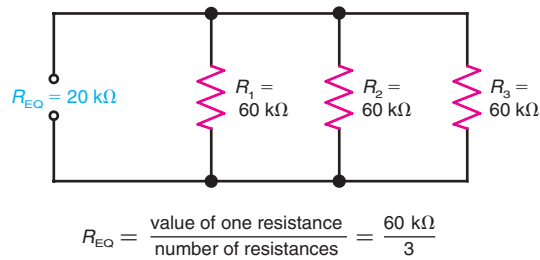 R_EQ = 20 kΩ
R_1 = 60 kΩ
R_2 = 60 kΩ
R_3 = 60 kΩ
R_EQ = value of one resistance / number of resistances = 60 kΩ / 3